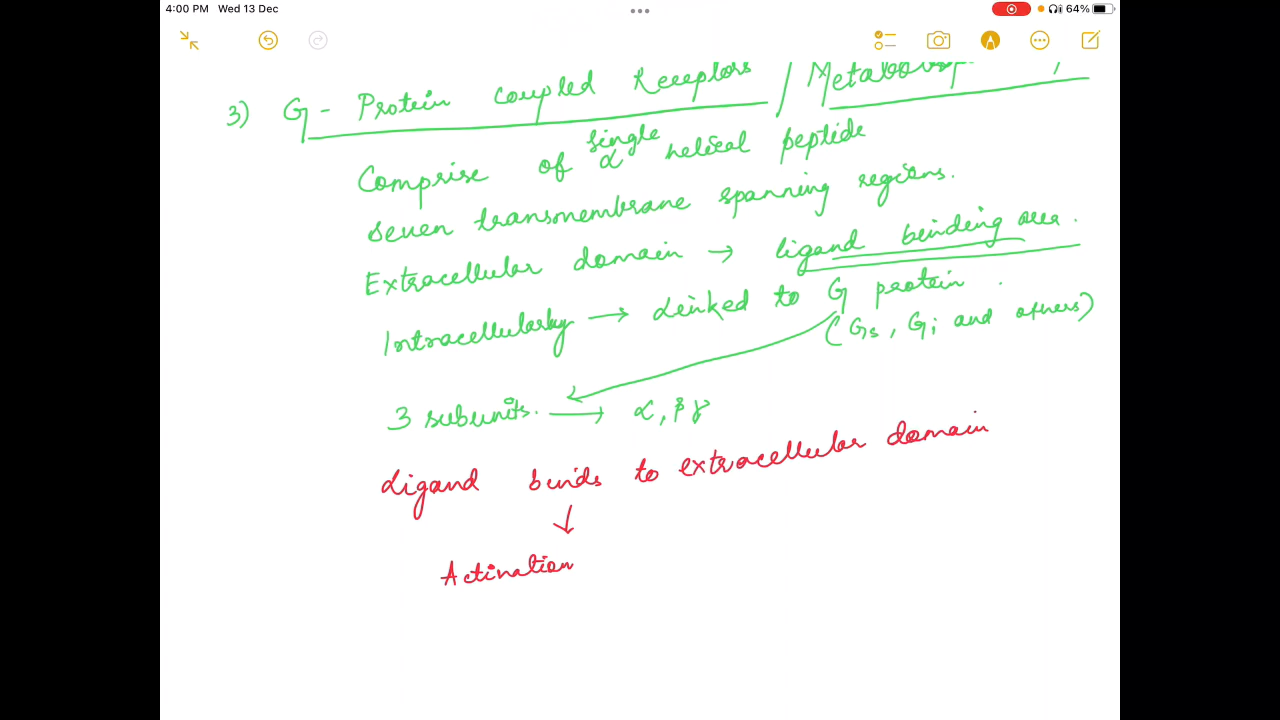 4:00 PM Wed 13 Dec
64%
3) G - Protein Coupled Receptors /
Comprise of single α helical peptide
seven transmembrane spanning regions.
Extracellular domain → ligand binding area.
Intracellularly → Linked to G protein.
(Gs, Gi and others)
3 subunits. → α, β γ
Ligand binds to extracellular domain
↓
Activation